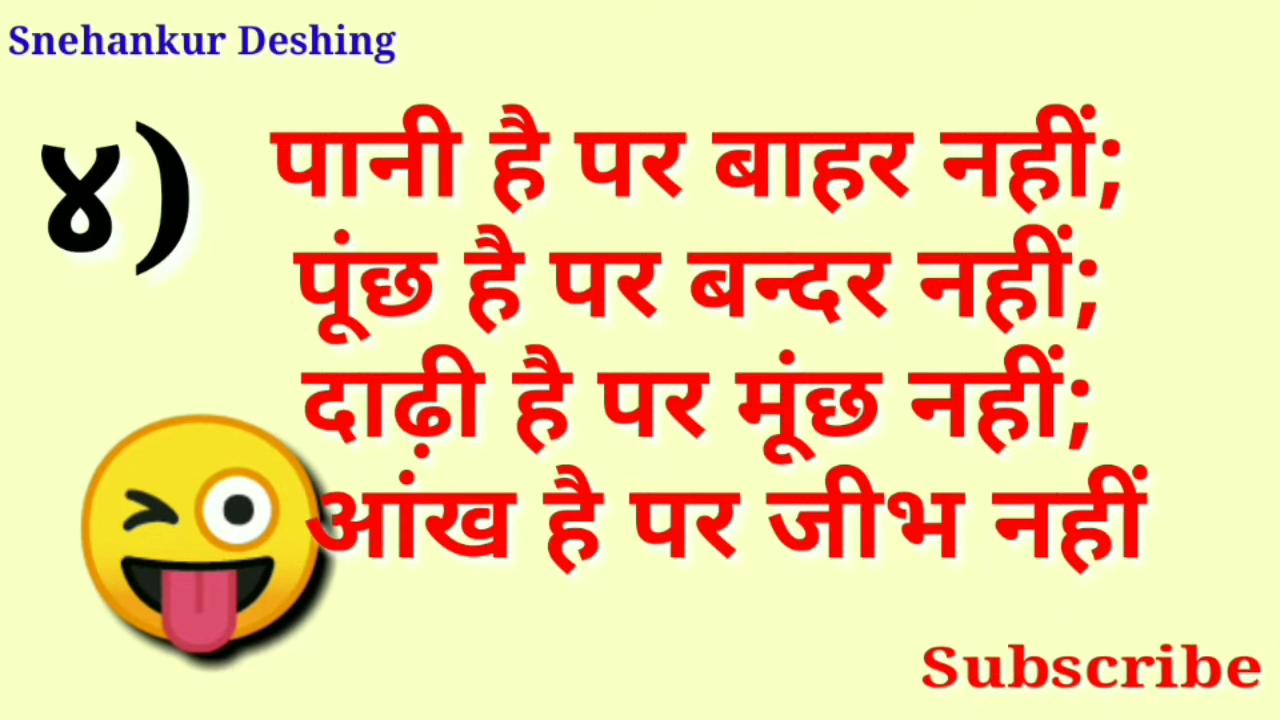 Snehankur Deshing
४) पानी है पर बाहर नहीं;
पूंछ है पर बन्दर नहीं;
दाढ़ी है पर मूंछ नहीं;
आंख है पर जीभ नहीं
Subscribe